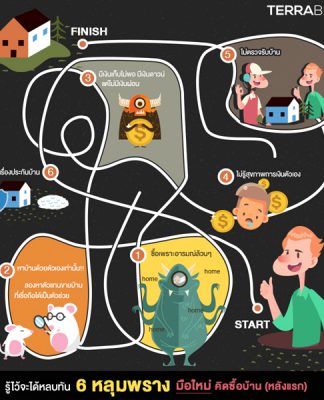 TERRAB
FINISH
5
ไม่ตรวจรับบ้าน
3
มีเงินเก็บไม่พอ มีเงินดาวน์
แต่ไม่มีเงินผ่อน
6
รื่องประกันบ้าน
4
ไม่รู้สุขภาพการเงินตัวเอง
2
หาบ้านด้วยตัวเองเท่านั้น!!
ลองหาตัวแทนขายบ้าน
ที่เชื่อถือได้เป็นตัวช่วย
1
ซื้อเพราะอารมณ์ล้วนๆ
home
home
home
START
รู้ไว้จะได้หลบทัน 6 หลุมพราง มือใหม่ คิดซื้อบ้าน (หลังแรก)